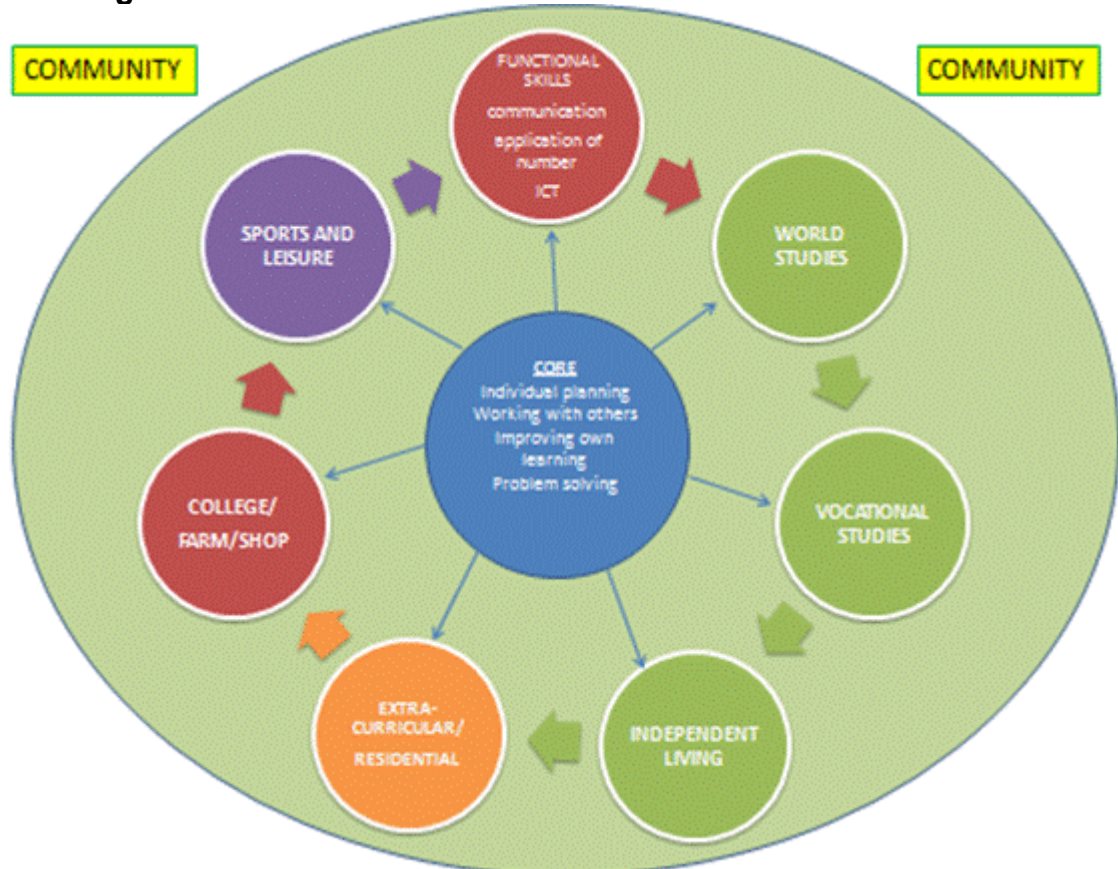 COMMUNITY
COMMUNITY
FUNCTIONAL
SKILLS
communication
application of
number
ICT
SPORTS AND
LEISURE
WORLD
STUDIES
CORE
Individual planning
Working with others
Improving own
learning
Problem solving
COLLEGE/
FARM/SHOP
VOCATIONAL
STUDIES
EXTRA-
CURRICULAR/
RESIDENTIAL
INDEPENDENT
LIVING